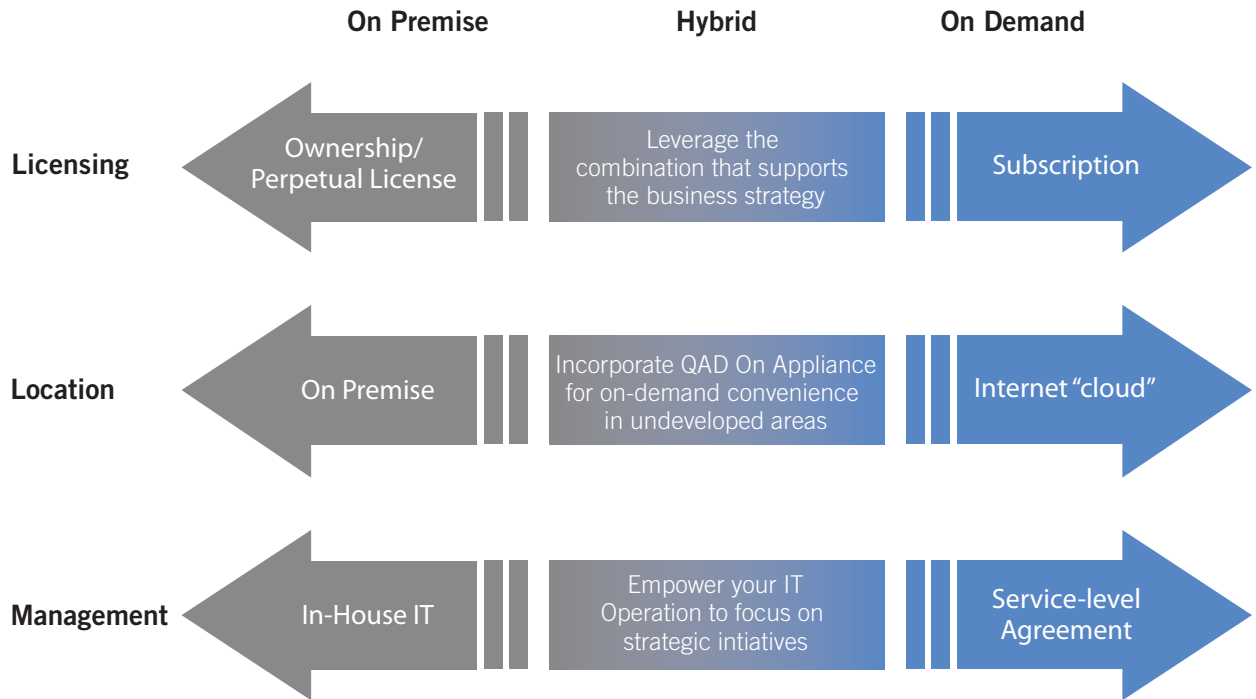 On Premise
Hybrid
On Demand
Licensing
Ownership/
Perpetual License
Leverage the
combination that supports
the business strategy
Subscription
Location
On Premise
Incorporate QAD On Appliance
for on-demand convenience
in undeveloped areas
Internet “cloud”
Management
In-House IT
Empower your IT
Operation to focus on
strategic intiatives
Service-level
Agreement